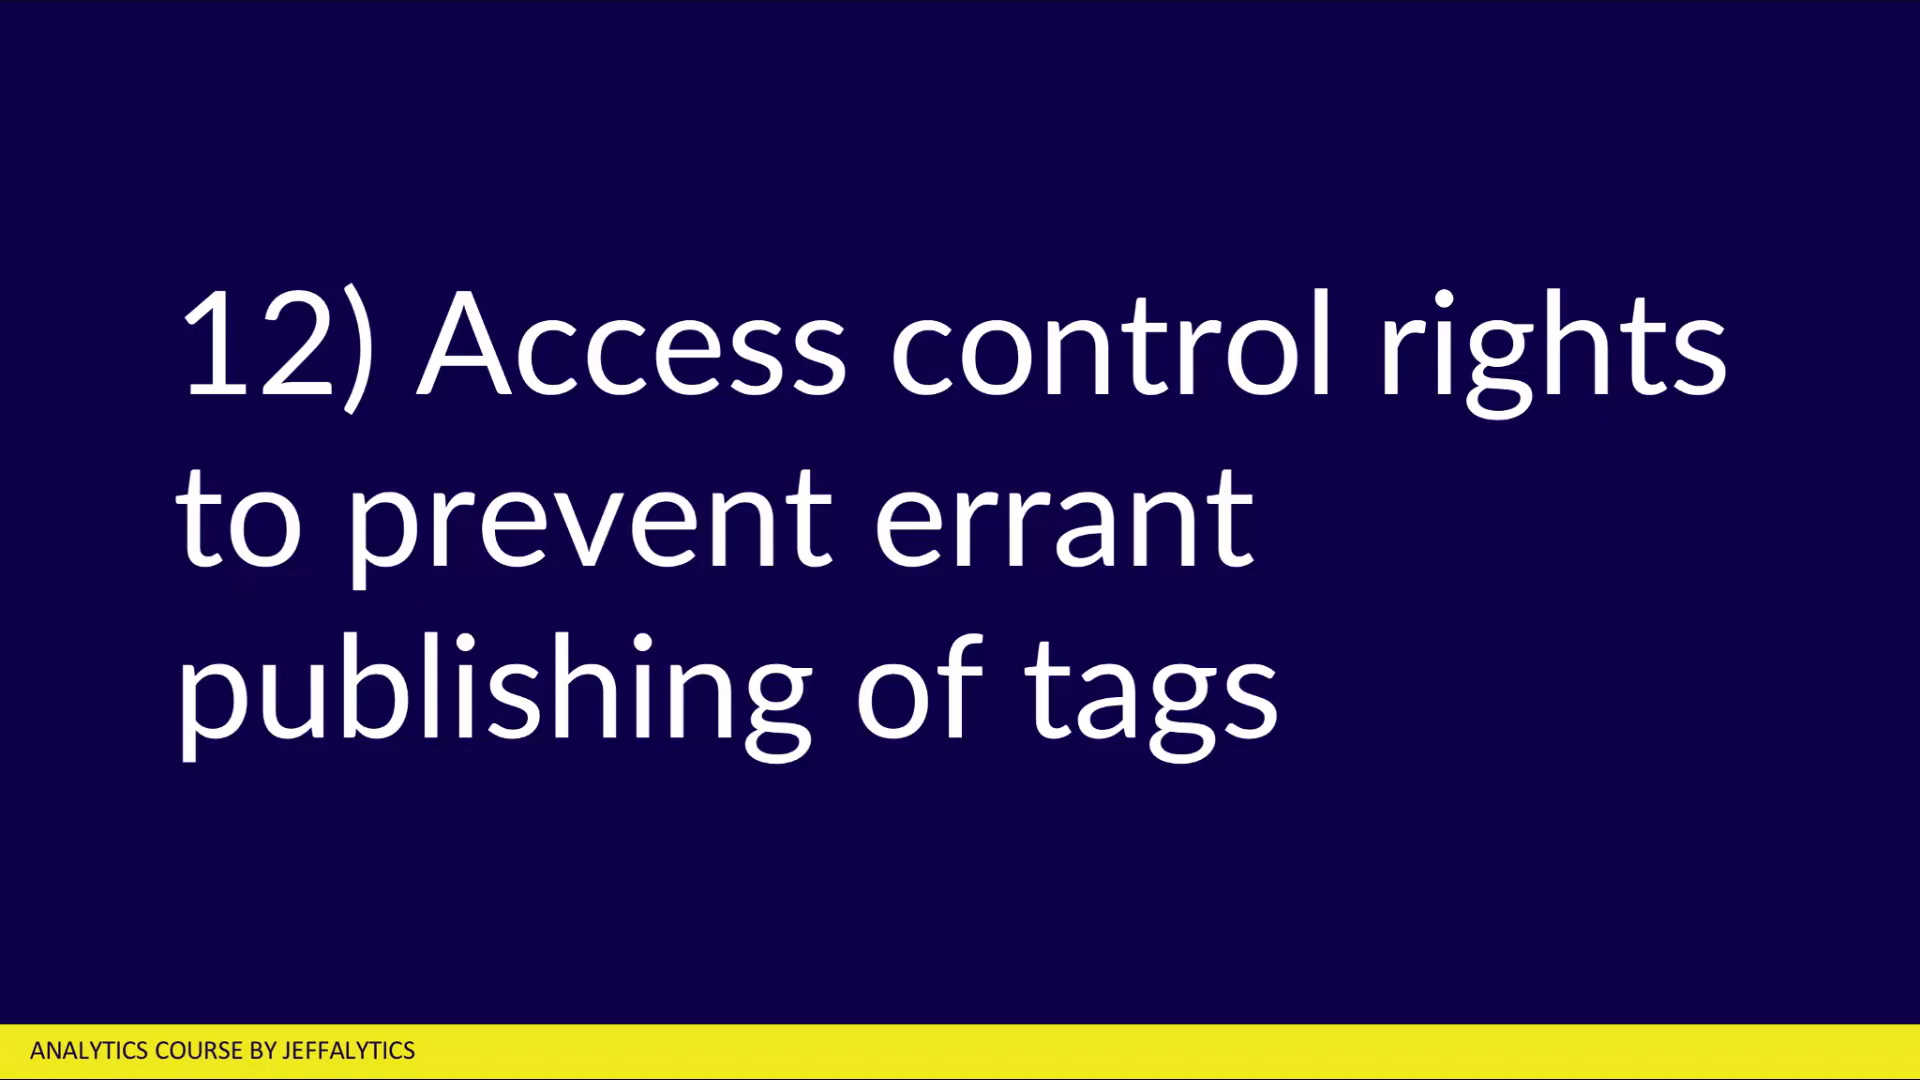 12) Access control rights
to prevent errant
publishing of tags
ANALYTICS COURSE BY JEFFALYTICS